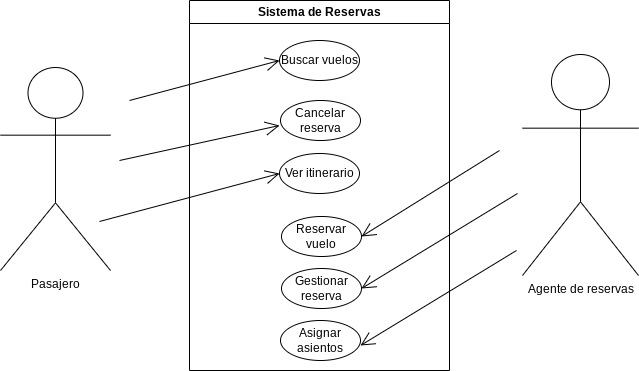 Sistema de Reservas
Buscar vuelos
Cancelar
reserva
Ver itinerario
Reservar
vuelo
Gestionar
reserva
Asignar
asientos
Pasajero
Agente de reservas